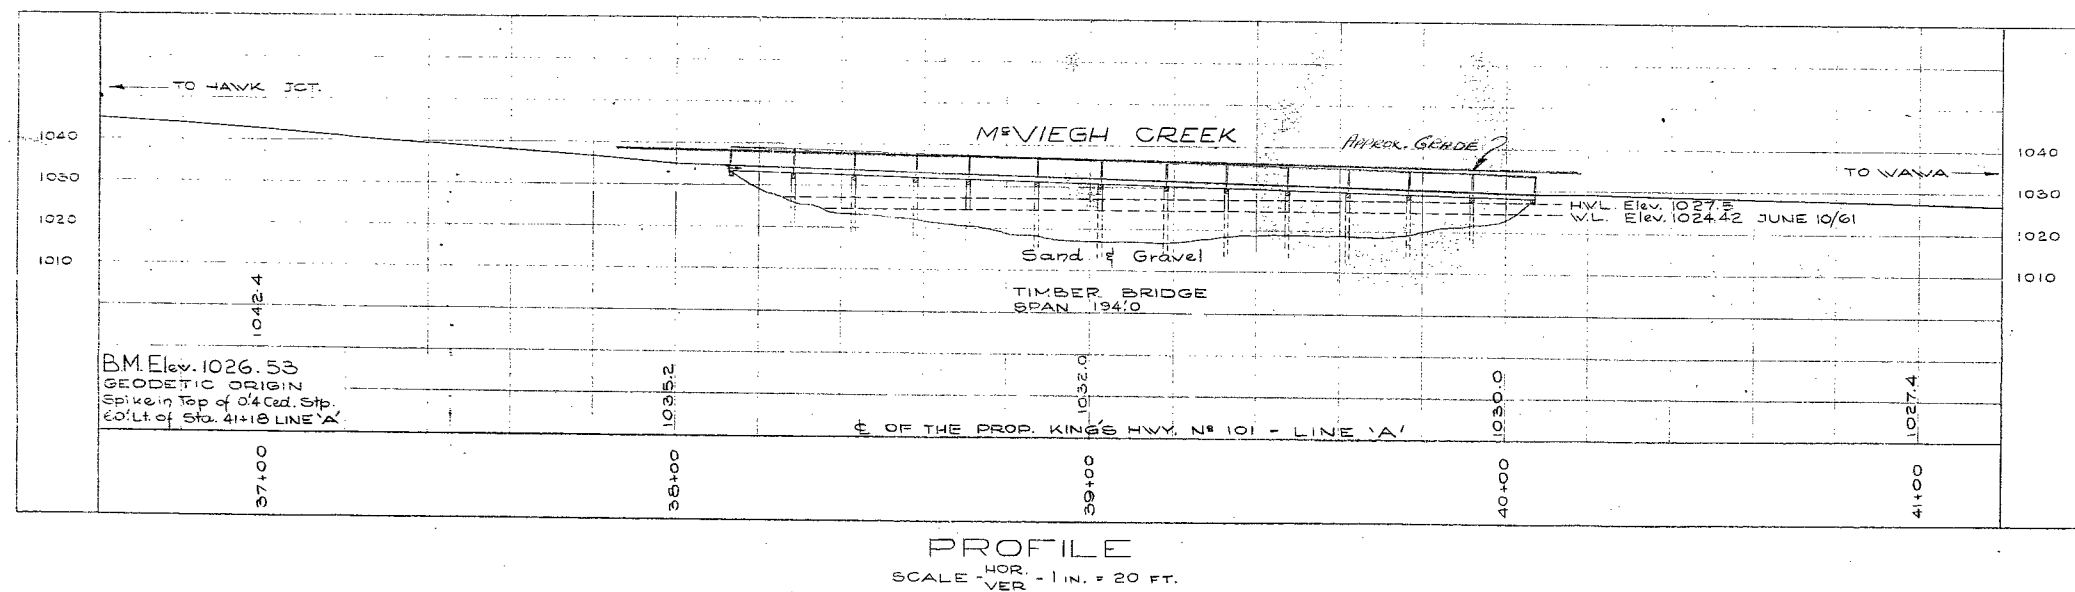 TO HAWK JCT.
McVIEGH CREEK
APPROX. GRADE
TO WAWA
1040
1030
1020
1010
1040
1030
1020
1010
H.W.L. Elev. 1027.5
W.L. Elev. 1024.42 JUNE 10/61
Sand & Gravel
TIMBER BRIDGE
SPAN 194.0
B.M. Elev. 1026.53
GEODETIC ORIGIN
Spike in Top of 0.4 Ced. Stp.
60' Lt. of Sta. 41+18 LINE 'A'
1042.4
1035.2
1032.0
1030.0
1027.4
℄ OF THE PROP. KING'S HWY. Nº 101 - LINE 'A'
37+00
38+00
39+00
40+00
41+00
PROFILE
SCALE - HOR. VER - 1 IN. = 20 FT.